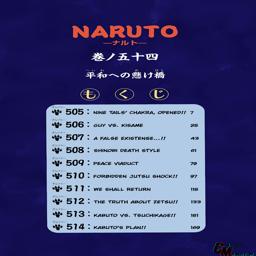 NARUTO
—ナルト—
巻ノ五十四
平和への懸け橋
もくじ
505: NINE TAILS' CHAKRA, OPENED!! 7
506: GUY VS. KISAME 25
507: A FALSE EXISTENSE...!! 43
508: SHINOBI DEATH STYLE 61
509: PEACE VIADUCT 79
510: FORBIDDEN JUTSU SHOCK!! 97
511: WE SHALL RETURN 115
512: THE TRUTH ABOUT ZETSU!! 133
513: KABUTO VS. TSUCHIKAGE!! 151
514: KABUTO'S PLAN!! 169